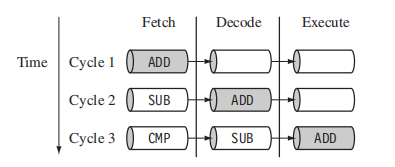 Fetch Decode Execute
Time Cycle 1 ADD
Cycle 2 SUB ADD
Cycle 3 CMP SUB ADD